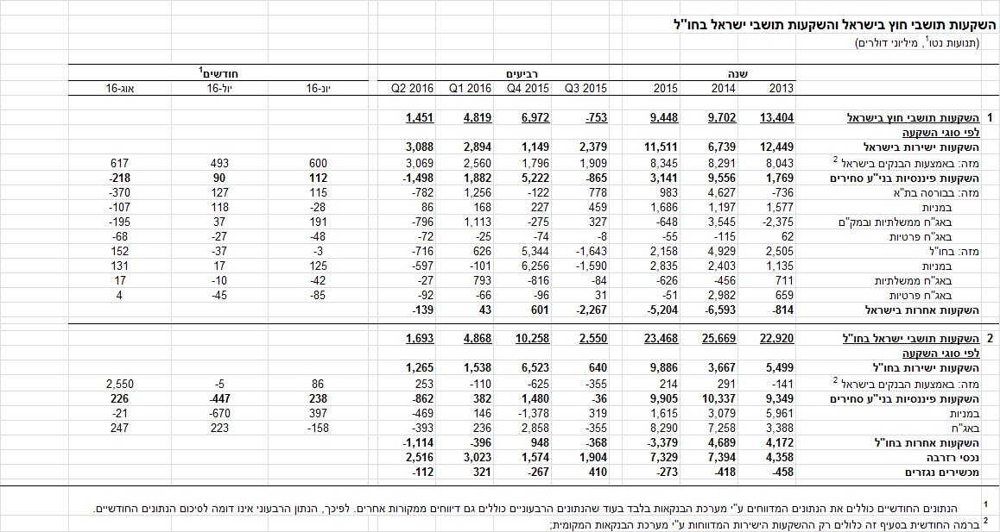 השקעות תושבי חוץ בישראל והשקעות תושבי ישראל בחו"ל
(תנועות נטו1, מיליוני דולרים)
שנה רביעים חודשים1
2013 2014 2015 Q3 2015 Q4 2015 Q1 2016 Q2 2016 יונ-16 יול-16 אוג-16
1 השקעות תושבי חוץ בישראל 13,404 9,702 9,448 -753 6,972 4,819 1,451
לפי סוגי השקעה
השקעות ישירות בישראל 12,449 6,739 11,511 2,379 1,149 2,894 3,088
מזה: באמצעות הבנקים בישראל 2 8,043 8,291 8,345 1,909 1,796 2,560 3,069 600 493 617
השקעות פיננסיות בני"ע סחירים 1,769 9,556 3,141 -865 5,222 1,882 -1,498 112 90 -218
מזה: בבורסה בת"א -736 4,627 983 778 -122 1,256 -782 115 127 -370
במניות 1,577 1,197 1,686 459 227 168 86 -28 118 -107
באג"ח ממשלתיות ובמק"ם -2,375 3,545 -648 327 -275 1,113 -796 191 37 -195
באג"ח פרטיות 62 -115 -55 -8 -74 -25 -72 -48 -27 -68
מזה: בחו"ל 2,505 4,929 2,158 -1,643 5,344 626 -716 -3 -37 152
במניות 1,135 2,403 2,835 -1,590 6,256 -101 -597 125 17 131
באג"ח ממשלתיות 711 -456 -626 -84 -816 793 -27 -42 -10 17
באג"ח פרטיות 659 2,982 -51 31 -96 -66 -92 -85 -45 4
השקעות אחרות בישראל -814 -6,593 -5,204 -2,267 601 43 -139
2 השקעות תושבי ישראל בחו"ל 22,920 25,669 23,468 2,550 10,258 4,868 1,693
לפי סוגי השקעה
השקעות ישירות בחו"ל 5,499 3,667 9,886 640 6,523 1,538 1,265
מזה: באמצעות הבנקים בישראל 2 -141 291 214 -355 -625 -110 253 86 -5 2,550
השקעות פיננסיות בני"ע סחירים 9,349 10,337 9,905 -36 1,480 382 -862 238 -447 226
במניות 5,961 3,079 1,615 319 -1,378 146 -469 397 -670 -21
באג"ח 3,388 7,258 8,290 -355 2,858 236 -393 -158 223 247
השקעות אחרות בחו"ל 4,172 4,689 -3,379 -368 948 -396 -1,114
נכסי רזרבה 4,358 7,394 7,329 1,904 1,574 3,023 2,516
מכשירים נגזרים -458 -418 -273 410 -267 321 -112
1 הנתונים החודשיים כוללים את הנתונים המדווחים ע"י מערכת הבנקאות בלבד בעוד שהנתונים הרבעוניים כוללים גם דיווחים ממקורות אחרים. לפיכך, הנתון הרבעוני אינו דומה לסיכום הנתונים החודשיים.
2 ברמה החודשית בסעיף זה כלולים רק ההשקעות הישירות המדווחות ע"י מערכת הבנקאות המקומית;